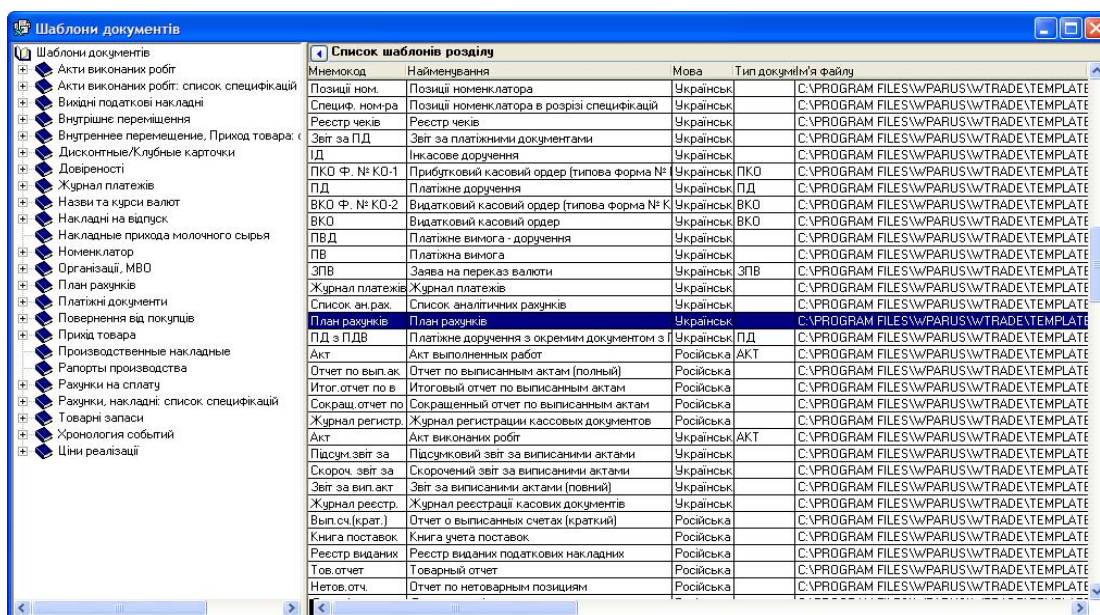 Шаблони документів
Шаблони документів
Акти виконаних робіт
Акти виконаних робіт: список специфікацій
Вихідні податкові накладні
Внутрішнє переміщення
Внутреннее перемещение, Приход товара:
Дисконтные/Клубные карточки
Довіреності
Журнал платежів
Назви та курси валют
Накладні на відпуск
Накладные прихода молочного сырья
Номенклатор
Організації, МВО
План рахунків
Платіжні документи
Повернення від покупців
Прихід товара
Производственные накладные
Рапорты производства
Рахунки на сплату
Рахунки, накладні: список специфікацій
Товарні запаси
Хронология событий
Ціни реалізації
Список шаблонів розділу
Мнемокод Найменування Мова Тип докумі Ім'я файлу
Позиції ном. Позиції номенклатора Українськ C:\PROGRAM FILES\WPARUS\WTRADE\TEMPLATE
Специф. ном-ра Позиції номенклатора в розрізі специфікацій Українськ C:\PROGRAM FILES\WPARUS\WTRADE\TEMPLATE
Реєстр чеків Реєстр чеків Українськ C:\PROGRAM FILES\WPARUS\WTRADE\TEMPLATE
Звіт за ПД Звіт за платіжними документами Українськ C:\PROGRAM FILES\WPARUS\WTRADE\TEMPLATE
ІД Інкасове доручення Українськ C:\PROGRAM FILES\WPARUS\WTRADE\TEMPLATE
ПКО Ф. № КО-1 Прибутковий касовий ордер (типова форма № Українськ ПКО C:\PROGRAM FILES\WPARUS\WTRADE\TEMPLATE
ПД Платіжне доручення Українськ ПД C:\PROGRAM FILES\WPARUS\WTRADE\TEMPLATE
ВКО Ф. № КО-2 Видатковий касовий ордер (типова форма № К Українськ ВКО C:\PROGRAM FILES\WPARUS\WTRADE\TEMPLATE
ВКО Видатковий касовий ордер Українськ ВКО C:\PROGRAM FILES\WPARUS\WTRADE\TEMPLATE
ПВД Платіжне вимога - доручення Українськ C:\PROGRAM FILES\WPARUS\WTRADE\TEMPLATE
ПВ Платіжна вимога Українськ C:\PROGRAM FILES\WPARUS\WTRADE\TEMPLATE
ЗПВ Заява на переказ валюти Українськ ЗПВ C:\PROGRAM FILES\WPARUS\WTRADE\TEMPLATE
Журнал платежів Журнал платежів Українськ C:\PROGRAM FILES\WPARUS\WTRADE\TEMPLATE
Список ан.рах. Список аналітичних рахунків Українськ C:\PROGRAM FILES\WPARUS\WTRADE\TEMPLATE
План рахунків План рахунків Українськ C:\PROGRAM FILES\WPARUS\WTRADE\TEMPLATE
ПД з ПДВ Платіжне доручення з окремим документом з П Українськ ПД C:\PROGRAM FILES\WPARUS\WTRADE\TEMPLATE
Акт Акт выполненных работ Російська АКТ C:\PROGRAM FILES\WPARUS\WTRADE\TEMPLATE
Отчет по вып.ак Отчет по выписанным актам (полный) Російська C:\PROGRAM FILES\WPARUS\WTRADE\TEMPLATE
Итог.отчет по в Итоговый отчет по выписанным актам Російська C:\PROGRAM FILES\WPARUS\WTRADE\TEMPLATE
Сокращ.отчет по Сокращенный отчет по выписанным актам Російська C:\PROGRAM FILES\WPARUS\WTRADE\TEMPLATE
Журнал регистр. Журнал регистрации кассовых документов Російська C:\PROGRAM FILES\WPARUS\WTRADE\TEMPLATE
Акт Акт виконаних робіт Українськ АКТ C:\PROGRAM FILES\WPARUS\WTRADE\TEMPLATE
Підсум.звіт за Підсумковий звіт за виписаними актами Українськ C:\PROGRAM FILES\WPARUS\WTRADE\TEMPLATE
Скороч. звіт за Скорочений звіт за виписаними актами Українськ C:\PROGRAM FILES\WPARUS\WTRADE\TEMPLATE
Звіт за вип.акт Звіт за виписаними актами (повний) Українськ C:\PROGRAM FILES\WPARUS\WTRADE\TEMPLATE
Журнал реєстр. Журнал реєстрації касових документів Українськ C:\PROGRAM FILES\WPARUS\WTRADE\TEMPLATE
Вып.сч.(крат.) Отчет о выписанных счетах (краткий) Російська C:\PROGRAM FILES\WPARUS\WTRADE\TEMPLATE
Книга поставок Книга учета поставок Російська C:\PROGRAM FILES\WPARUS\WTRADE\TEMPLATE
Реєстр виданих Реєстр виданих податкових накладних Російська C:\PROGRAM FILES\WPARUS\WTRADE\TEMPLATE
Тов.отчет Товарный отчет Російська C:\PROGRAM FILES\WPARUS\WTRADE\TEMPLATE
Нетов.отч. Отчет по нетоварным позициям Російська C:\PROGRAM FILES\WPARUS\WTRADE\TEMPLATE